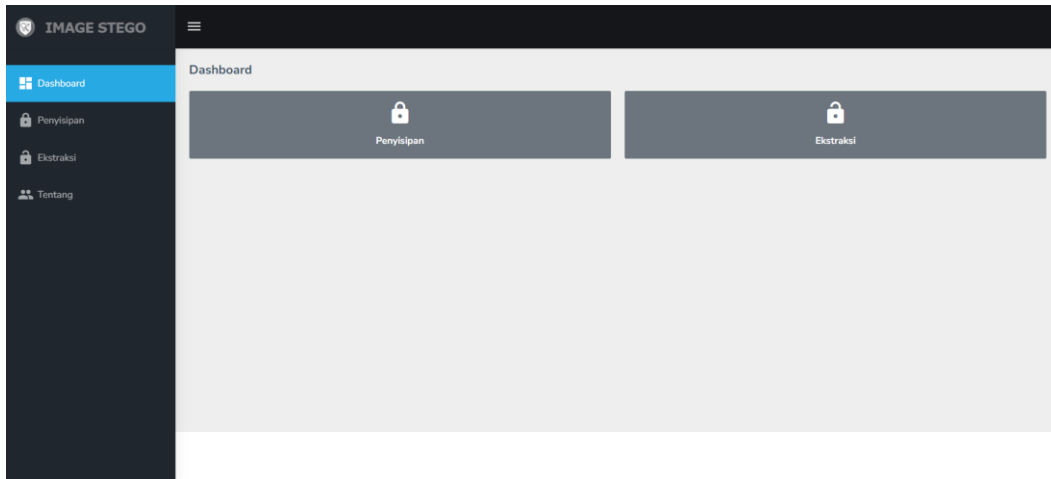 IMAGE STEGO
Dashboard
Penyisipan
Ekstraksi
Tentang
Dashboard
Penyisipan
Ekstraksi